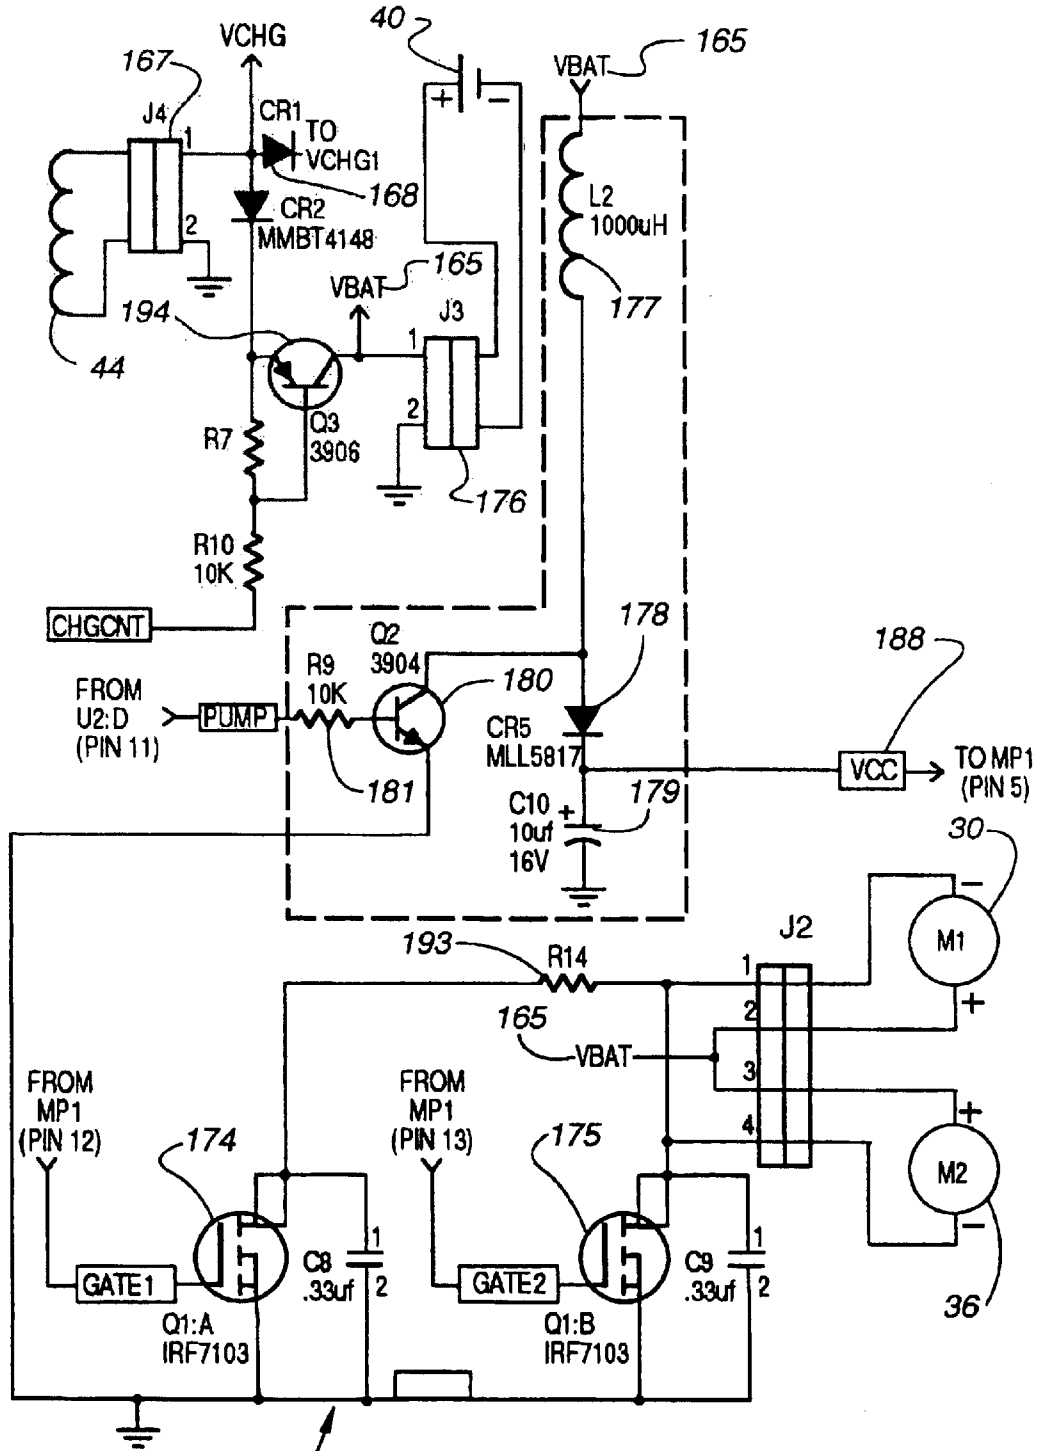 40
165
VCHG
167
VBAT
J4
CR1
+
−
1
TO
VCHG1
168
L2
1000uH
2
CR2
MMBT4148
165
VBAT
177
194
J3
44
1
2
Q3
3906
R7
176
R10
10K
178
CHGCNT
Q2
3904
188
R9
10K
180
FROM
U2:D
(PIN 11)
PUMP
CR5
MLL5817
VCC
TO MP1
(PIN 5)
181
179
C10
10uf
16V
+
30
−
J2
M1
193
R14
1
+
2
165
VBAT
3
FROM
MP1
(PIN 12)
FROM
MP1
(PIN 13)
+
4
174
175
M2
−
1
C8
.33uf
2
1
C9
.33uf
2
GATE1
GATE2
36
Q1:A
IRF7103
Q1:B
IRF7103